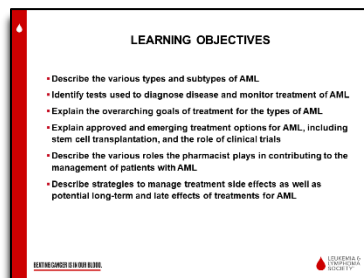 LEARNING OBJECTIVES
▪Describe the various types and subtypes of AML
▪Identify tests used to diagnose disease and monitor treatment of AML
▪Explain the overarching goals of treatment for the types of AML
▪Explain approved and emerging treatment options for AML, including
stem cell transplantation, and the role of clinical trials
▪Describe the various roles the pharmacist plays in contributing to the
management of patients with AML
▪Describe strategies to manage treatment side effects as well as
potential long-term and late effects of treatments for AML
BEATING CANCER IS IN OUR BLOOD.
LEUKEMIA &
LYMPHOMA
SOCIETY